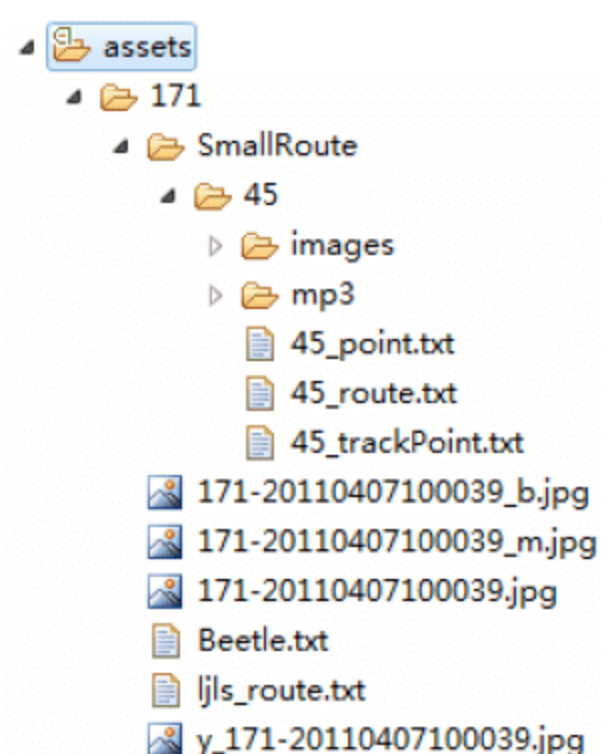 assets
171
SmallRoute
45
images
mp3
45_point.txt
45_route.txt
45_trackPoint.txt
171-20110407100039_b.jpg
171-20110407100039_m.jpg
171-20110407100039.jpg
Beetle.txt
ljls_route.txt
y_171-20110407100039.jpg